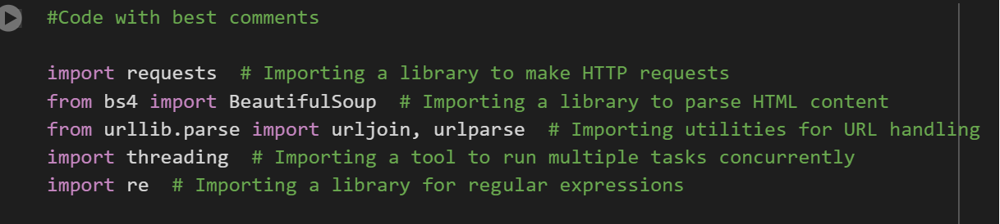 #Code with best comments
import requests  # Importing a library to make HTTP requests
from bs4 import BeautifulSoup  # Importing a library to parse HTML content
from urllib.parse import urljoin, urlparse  # Importing utilities for URL handling
import threading  # Importing a tool to run multiple tasks concurrently
import re  # Importing a library for regular expressions